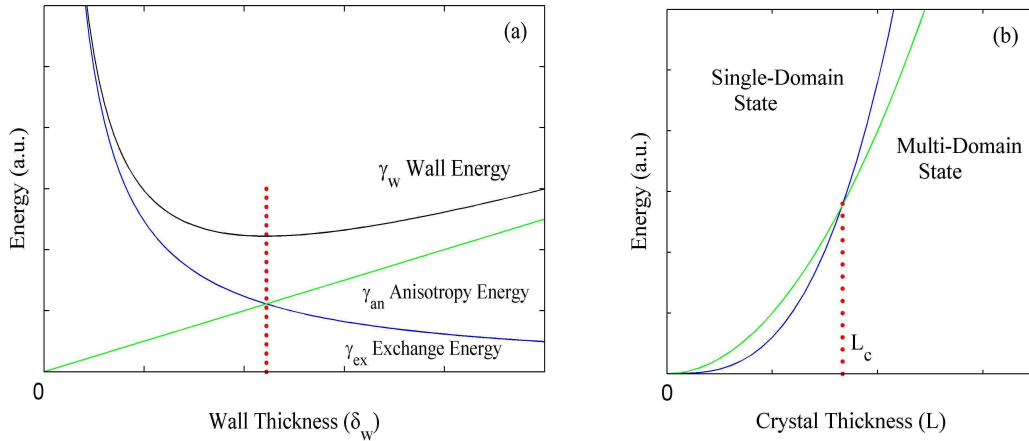 (a)
γw Wall Energy
γan Anisotropy Energy
γex Exchange Energy
Energy (a.u.)
0
Wall Thickness (δw)
(b)
Single-Domain
State
Multi-Domain
State
Energy (a.u.)
Lc
0
Crystal Thickness (L)